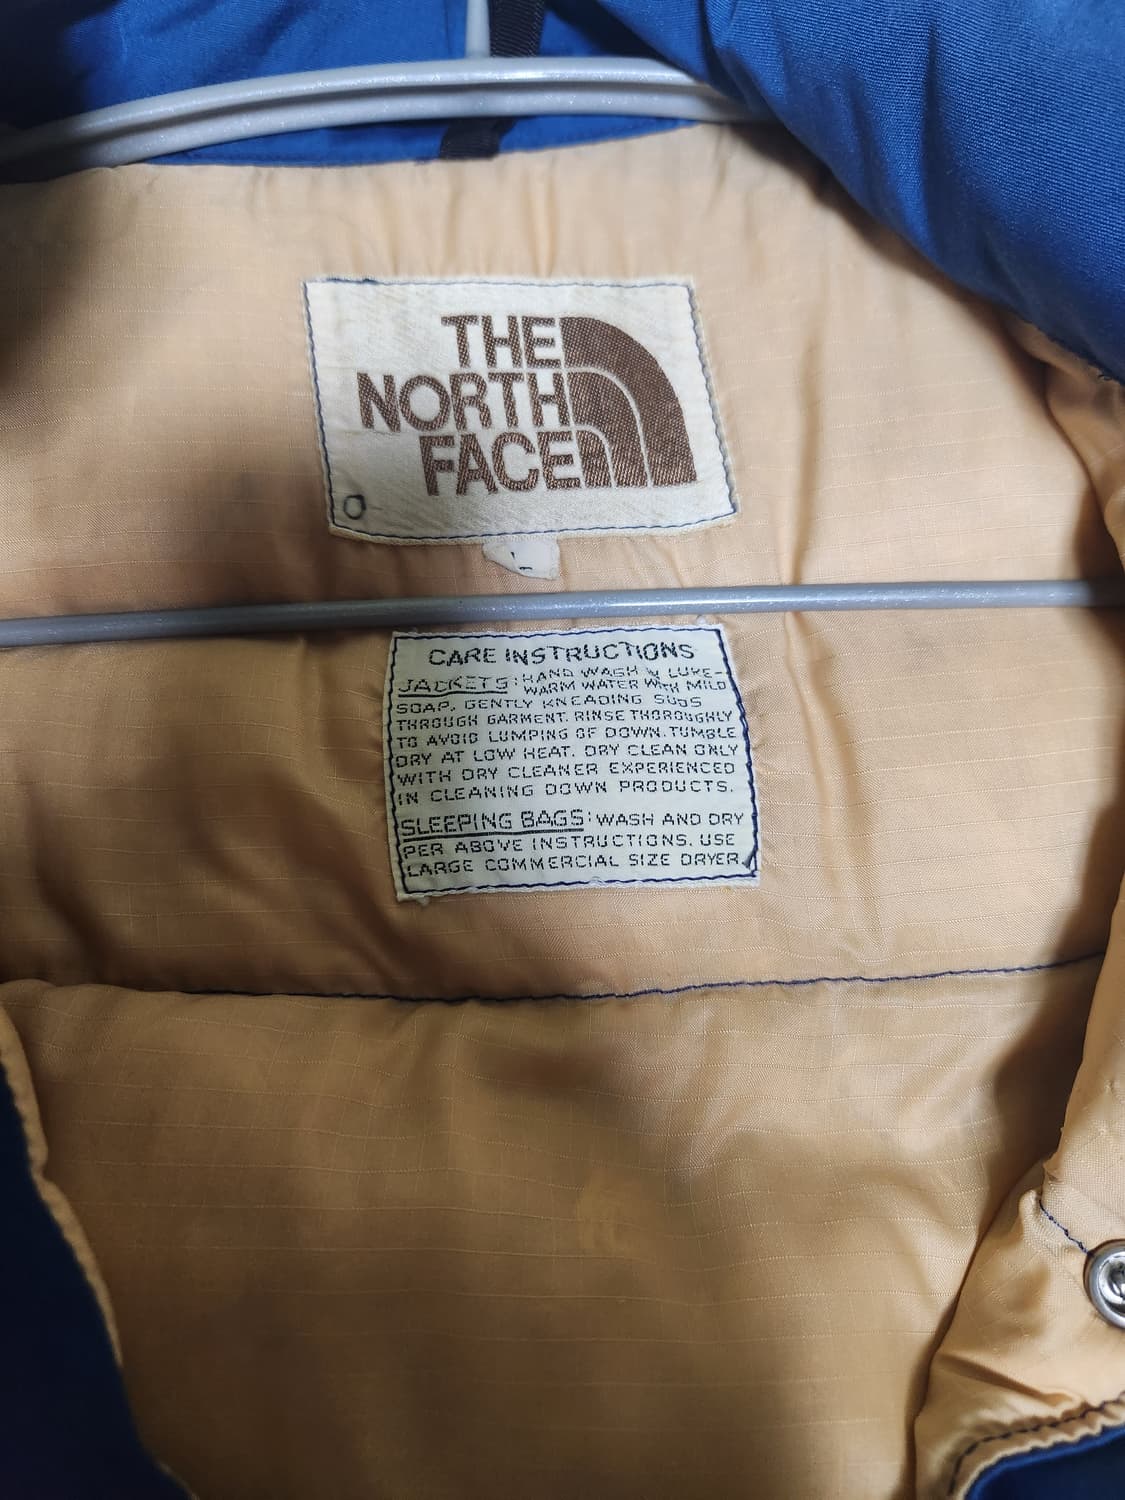 THE
NORTH
FACE
L
CARE INSTRUCTIONS
JACKETS: HAND WASH IN LUKE-
WARM WATER WITH MILD
SOAP. GENTLY KNEADING SUDS
THROUGH GARMENT. RINSE THOROUGHLY
TO AVOID LUMPING OF DOWN. TUMBLE
DRY AT LOW HEAT. DRY CLEAN ONLY
WITH DRY CLEANER EXPERIENCED
IN CLEANING DOWN PRODUCTS.
SLEEPING BAGS: WASH AND DRY
PER ABOVE INSTRUCTIONS. USE
LARGE COMMERCIAL SIZE DRYER.